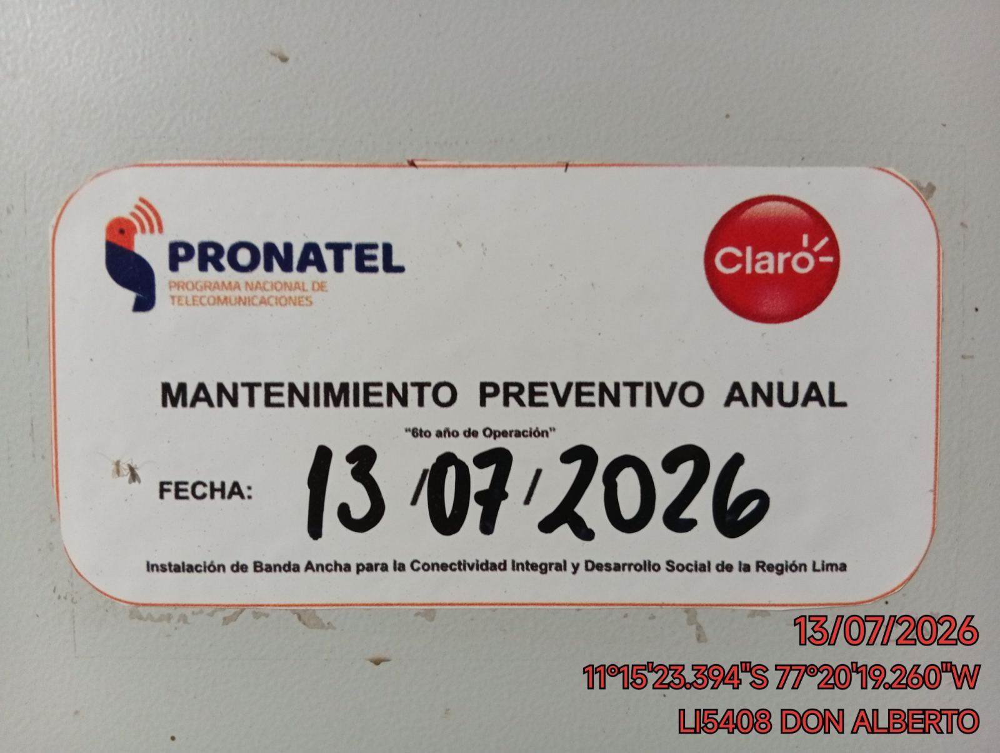 PRONATEL
PROGRAMA NACIONAL DE
TELECOMUNICACIONES
Claro
MANTENIMIENTO PREVENTIVO ANUAL
"6to año de Operación"
FECHA: 13/07/2026
Instalación de Banda Ancha para la Conectividad Integral y Desarrollo Social de la Región Lima
13/07/2026
11°15'23.394"S 77°20'19.260"W
LI5408 DON ALBERTO